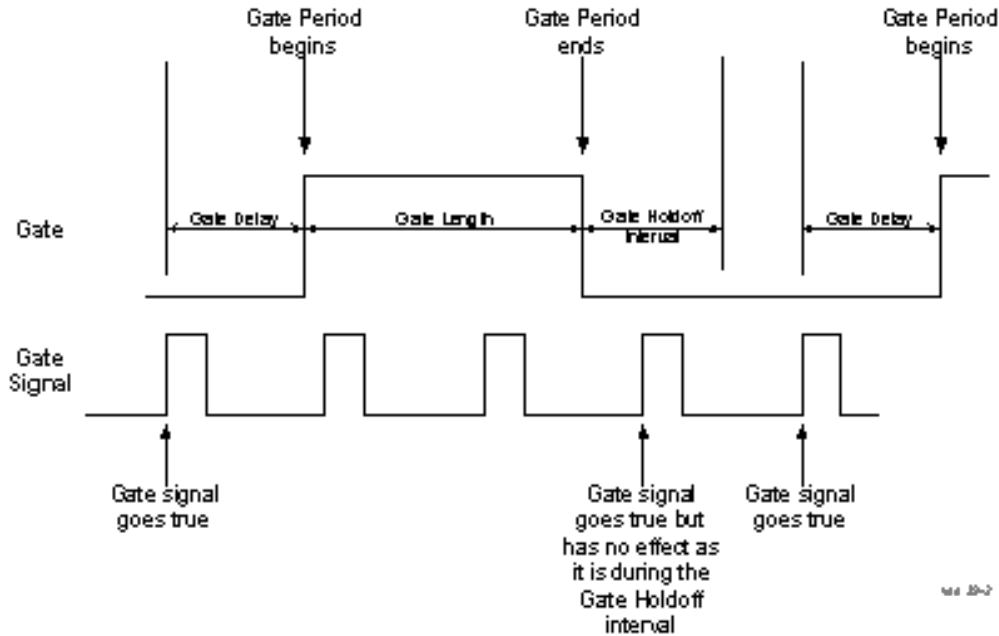 Gate Period
begins
Gate Period
ends
Gate Period
begins
Gate
Gate Delay
Gate Length
Gate Holdoff
Interval
Gate Delay
Gate
Signal
Gate signal
goes true
Gate signal
goes true but
has no effect as
it is during the
Gate Holdoff
interval
Gate signal
goes true